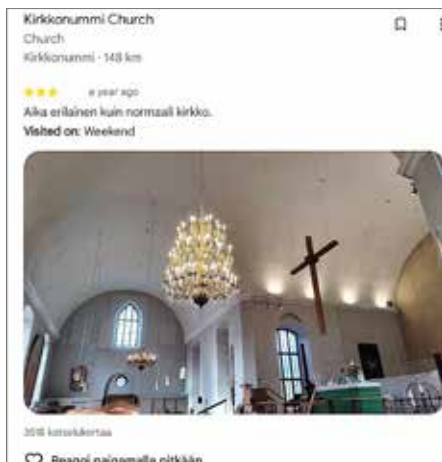 Kirkkonummi Church
Church
Kirkkonummi · 148 km
a year ago
Aika erilainen kuin normaali kirkko.
Visited on: Weekend
katselukertaa
Reagoi painamalla pitkään